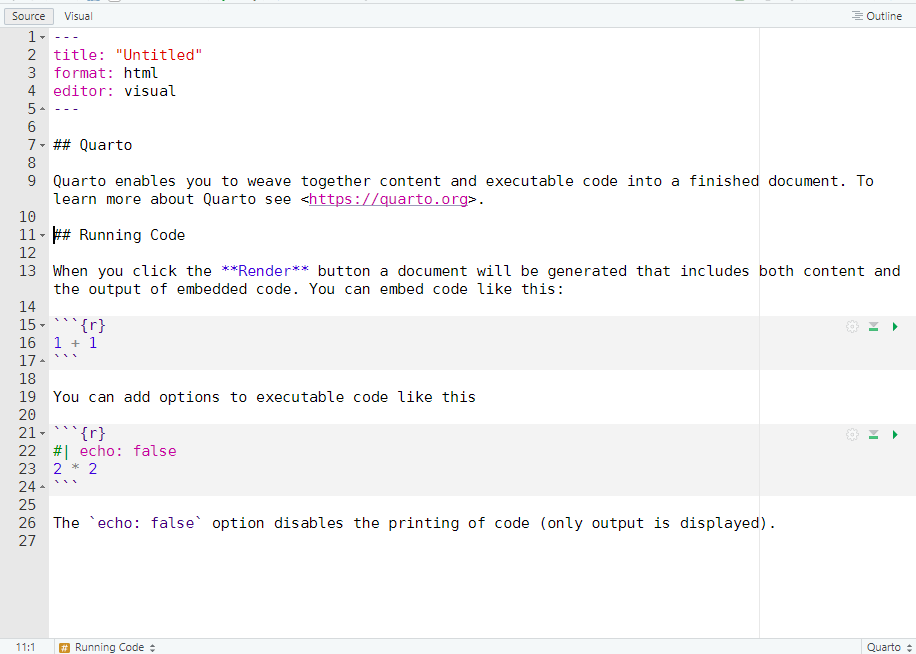 Source Visual Outline
1 ---
2 title: "Untitled"
3 format: html
4 editor: visual
5 ---
6
7 ## Quarto
8
9 Quarto enables you to weave together content and executable code into a finished document. To
learn more about Quarto see <https://quarto.org>.
10
11 ## Running Code
12
13 When you click the **Render** button a document will be generated that includes both content and
the output of embedded code. You can embed code like this:
14
15 ```{r}
16 1 + 1
17 ```
18
19 You can add options to executable code like this
20
21 ```{r}
22 #| echo: false
23 2 * 2
24 ```
25
26 The `echo: false` option disables the printing of code (only output is displayed).
27
11:1 # Running Code Quarto